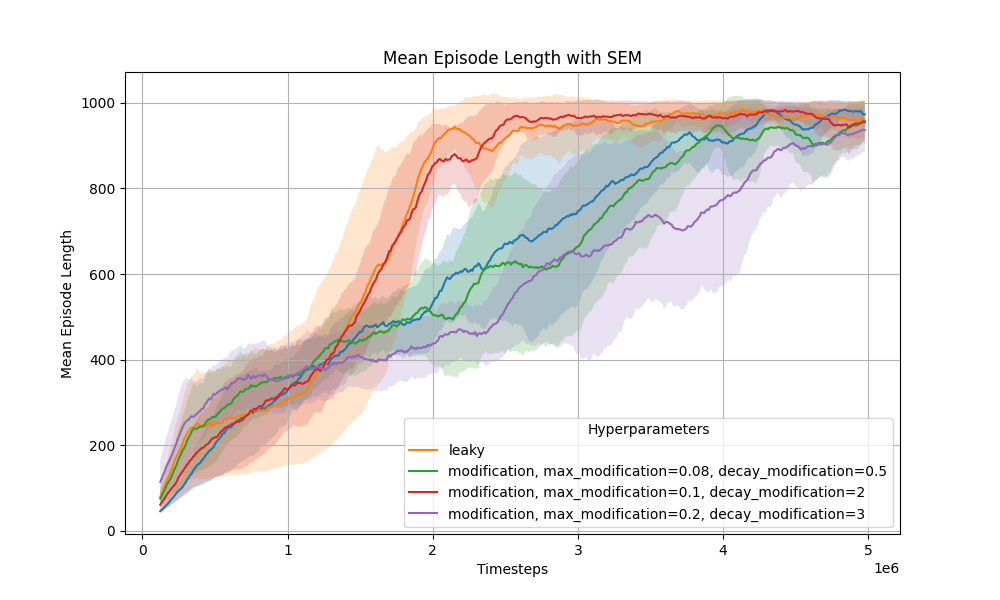 Mean Episode Length with SEM
Mean Episode Length
1000
800
600
400
200
0
Hyperparameters
leaky
modification, max_modification=0.08, decay_modification=0.5
modification, max_modification=0.1, decay_modification=2
modification, max_modification=0.2, decay_modification=3
0 1 2 3 4 5
1e6
Timesteps